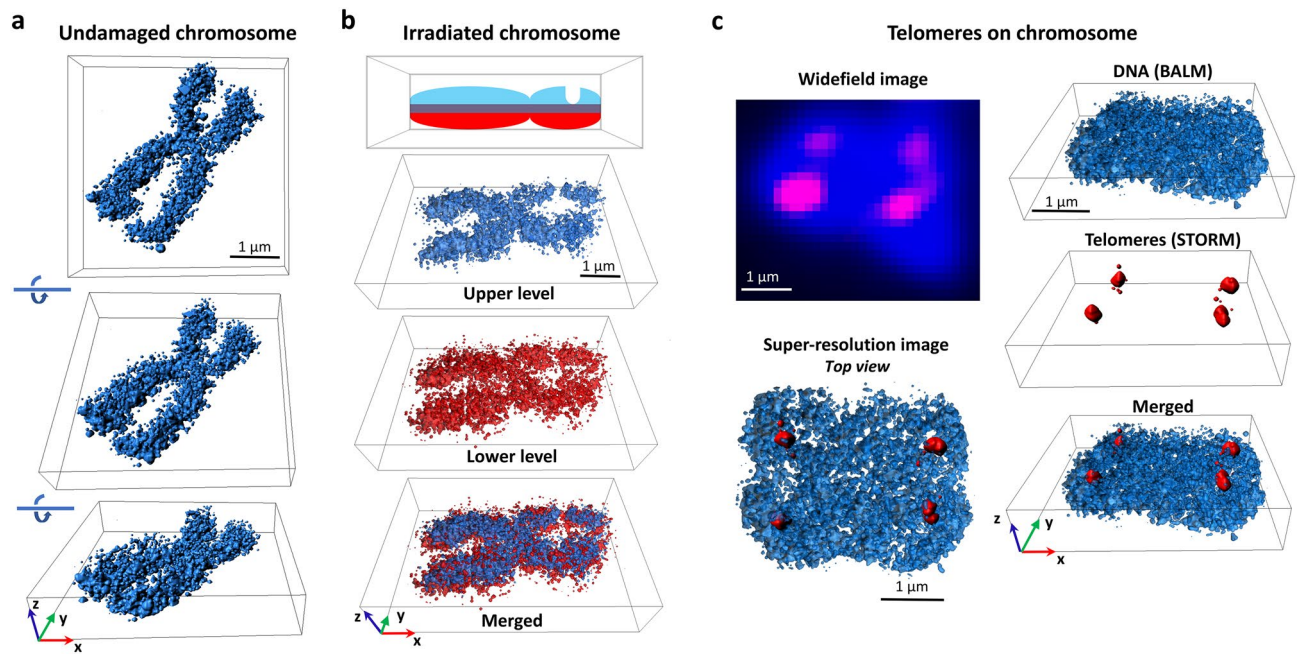 a
Undamaged chromosome
1 μm
z
y
x
b
Irradiated chromosome
1 μm
Upper level
Lower level
Merged
z
y
x
c
Telomeres on chromosome
Widefield image
1 μm
Super-resolution image
Top view
1 μm
DNA (BALM)
1 μm
Telomeres (STORM)
Merged
z
y
x